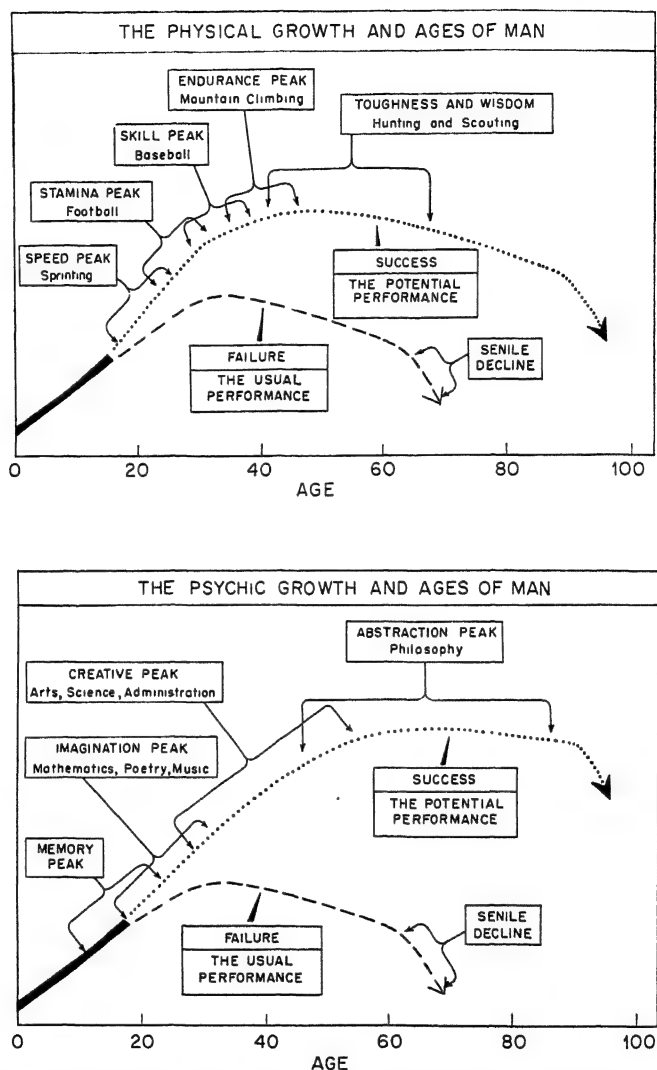 THE PHYSICAL GROWTH AND AGES OF MAN
ENDURANCE PEAK
Mountain Climbing
TOUGHNESS AND WISDOM
Hunting and Scouting
SKILL PEAK
Baseball
STAMINA PEAK
Football
SPEED PEAK
Sprinting
SUCCESS
THE POTENTIAL
PERFORMANCE
FAILURE
THE USUAL
PERFORMANCE
SENILE
DECLINE
0 20 40 60 80 100
AGE
THE PSYCHIC GROWTH AND AGES OF MAN
ABSTRACTION PEAK
Philosophy
CREATIVE PEAK
Arts, Science, Administration
IMAGINATION PEAK
Mathematics, Poetry, Music
MEMORY
PEAK
SUCCESS
THE POTENTIAL
PERFORMANCE
FAILURE
THE USUAL
PERFORMANCE
SENILE
DECLINE
0 20 40 60 80 100
AGE